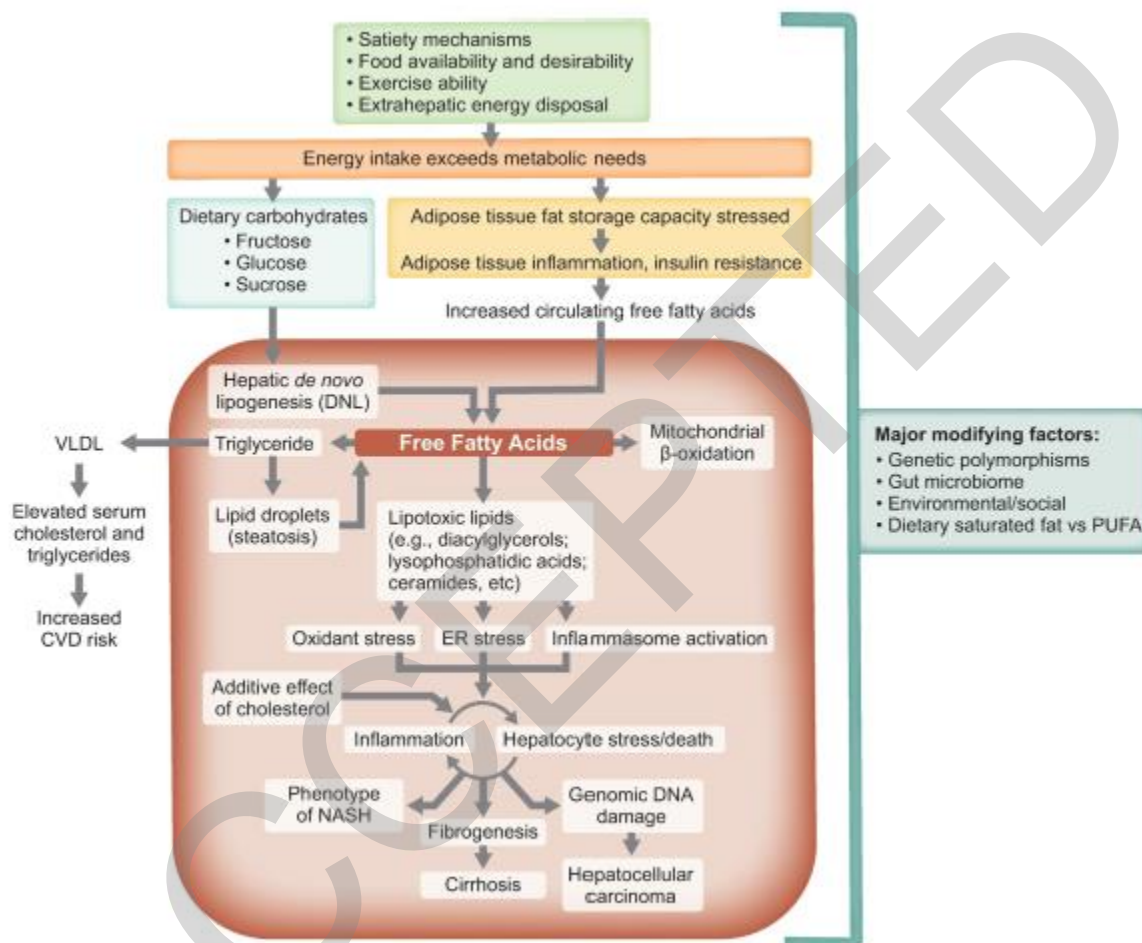 • Satiety mechanisms
• Food availability and desirability
• Exercise ability
• Extrahepatic energy disposal
Energy intake exceeds metabolic needs
Dietary carbohydrates
• Fructose
• Glucose
• Sucrose
Adipose tissue fat storage capacity stressed
Adipose tissue inflammation, insulin resistance
Increased circulating free fatty acids
Hepatic de novo
lipogenesis (DNL)
VLDL
Triglyceride
Free Fatty Acids
Mitochondrial
β-oxidation
Elevated serum
cholesterol and
triglycerides
Increased
CVD risk
Lipid droplets
(steatosis)
Lipotoxic lipids
(e.g., diacylglycerols;
lysophosphatidic acids;
ceramides, etc)
Oxidant stress
ER stress
Inflammasome activation
Additive effect
of cholesterol
Inflammation
Hepatocyte stress/death
Phenotype
of NASH
Fibrogenesis
Cirrhosis
Genomic DNA
damage
Hepatocellular
carcinoma
Major modifying factors:
• Genetic polymorphisms
• Gut microbiome
• Environmental/social
• Dietary saturated fat vs PUFA
CCEPTED